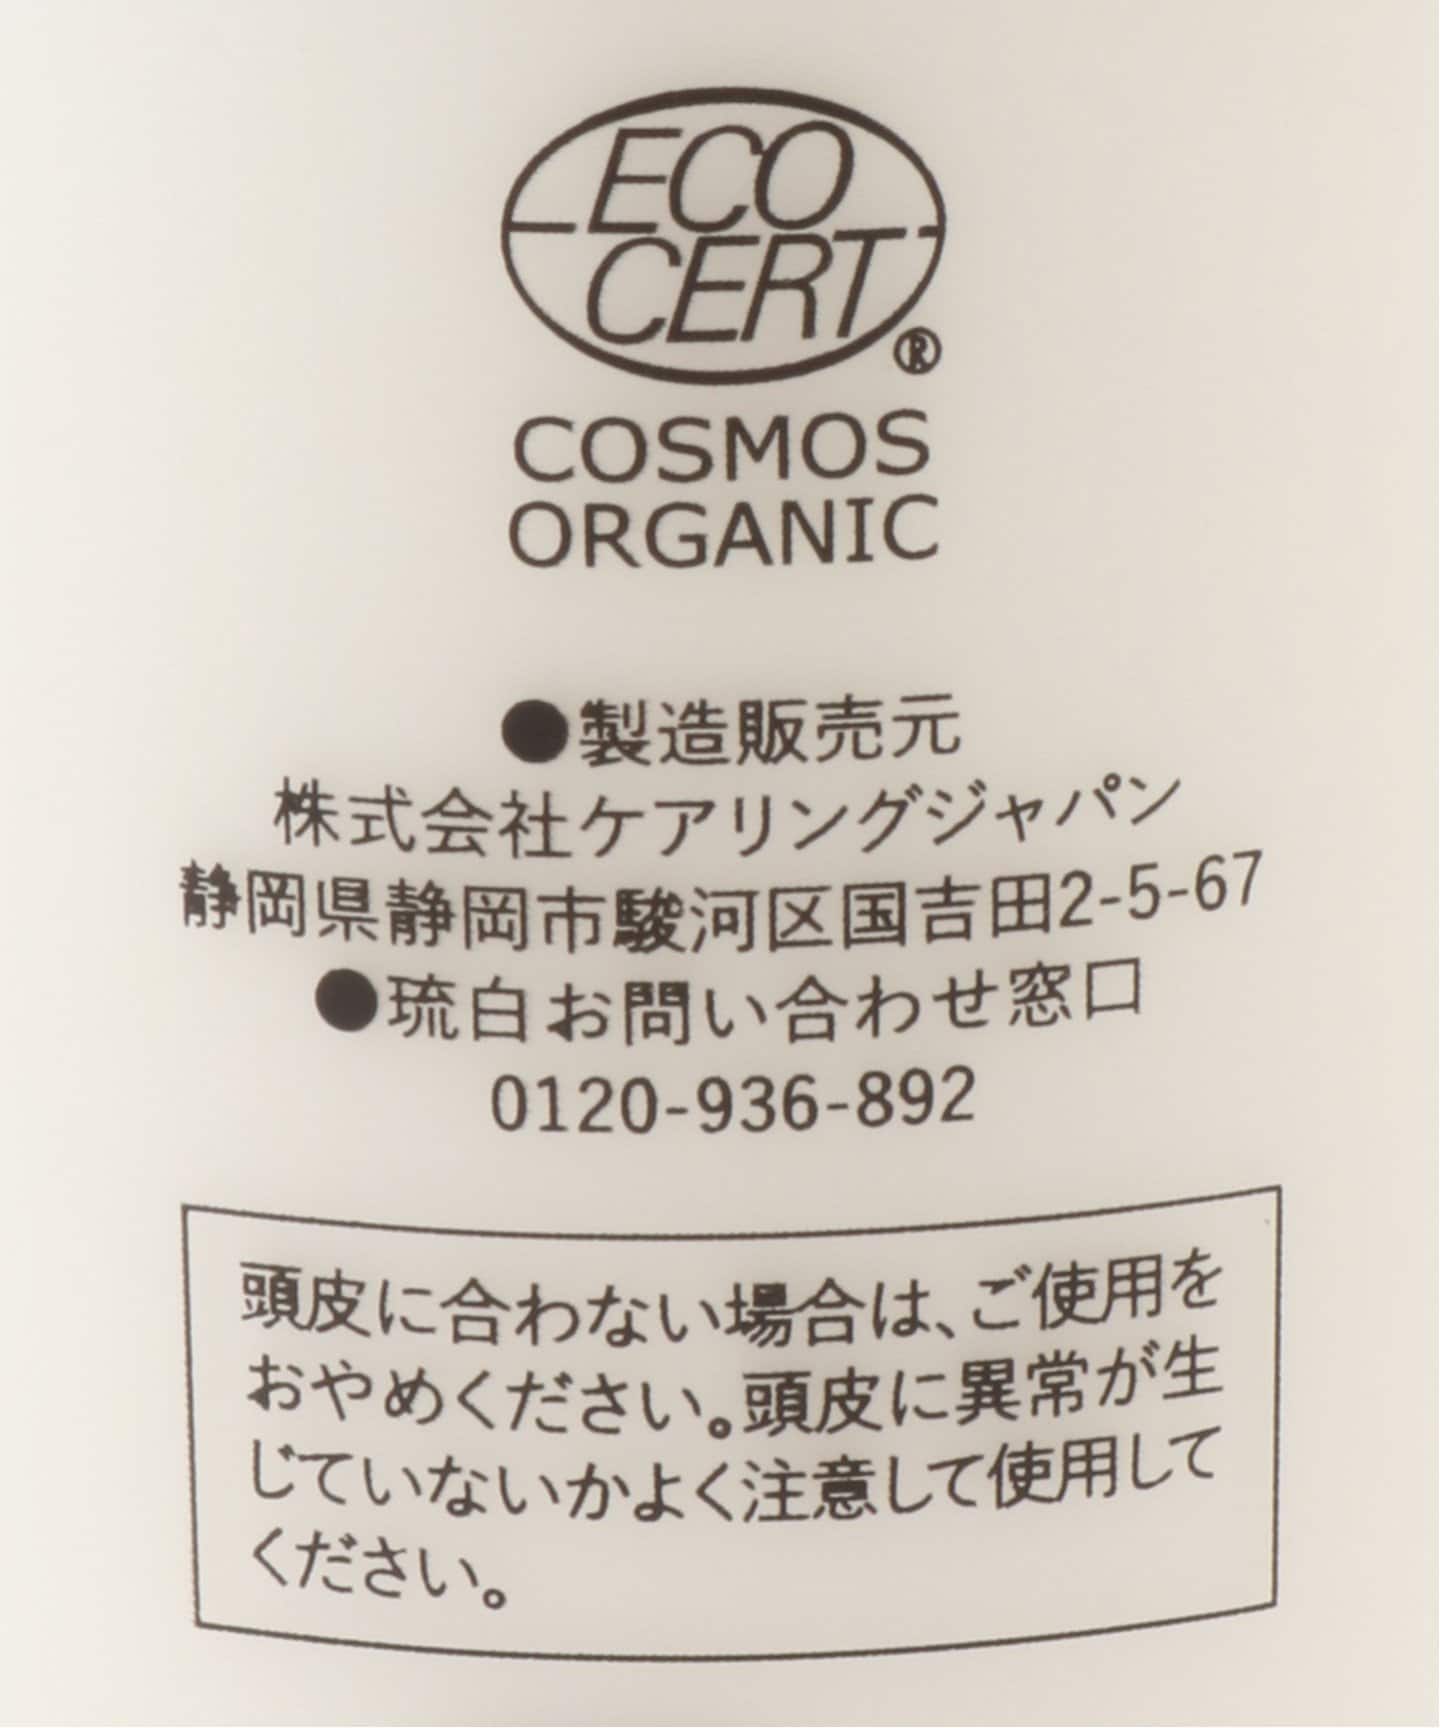 ECO
CERT®
COSMOS
ORGANIC
●製造販売元
株式会社ケアリングジャパン
静岡県静岡市駿河区国吉田2-5-67
●琉白お問い合わせ窓口
0120-936-892
頭皮に合わない場合は、ご使用を
おやめください。頭皮に異常が生
じていないかよく注意して使用して
ください。